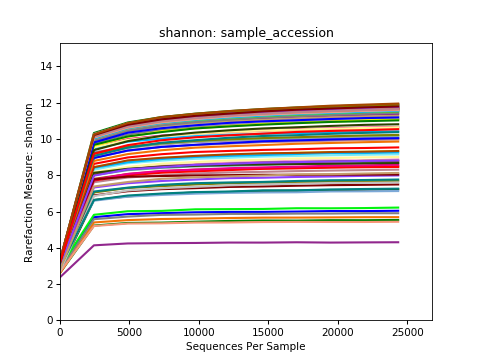 shannon: sample_accession
14
12
10
8
6
4
2
0
0 5000 10000 15000 20000 25000
Rarefaction Measure: shannon
Sequences Per Sample